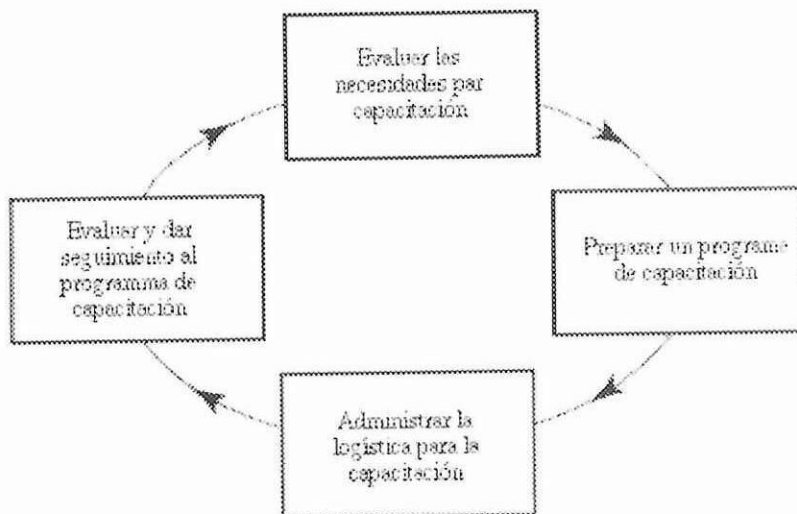 Evaluar las
necesidades par
capacitación
Preparar un programe
de capacitación
Administrar la
logística para la
capacitación
Evaluar y dar
seguimiento al
programma de
capacitación